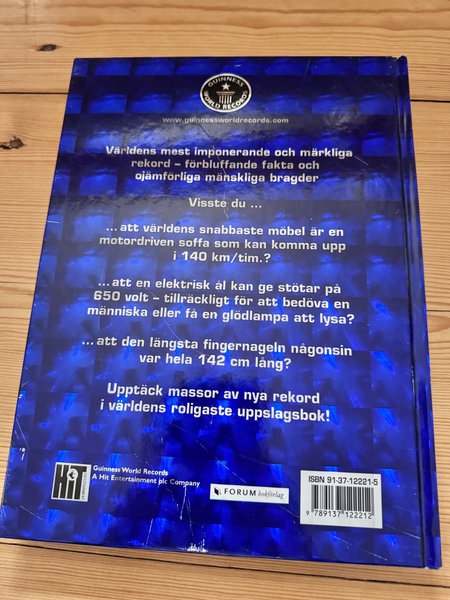 GUINNESS
WORLD RECORDS
www.guinnessworldrecords.com
Världens mest imponerande och märkliga
rekord – förbluffande fakta och
ojämförliga mänskliga bragder
Visste du ...
...att världens snabbaste möbel är en
motordriven soffa som kan komma upp
i 140 km/tim.?
...att en elektrisk ål kan ge stötar på
650 volt – tillräckligt för att bedöva en
människa eller få en glödlampa att lysa?
...att den längsta fingernageln någonsin
var hela 142 cm lång?
Upptäck massor av nya rekord
i världens roligaste uppslagsbok!
HiT
Guinness World Records
A Hit Entertainment plc Company
FORUM bokförlag
ISBN 91-37-12221-5
9 789137 122212